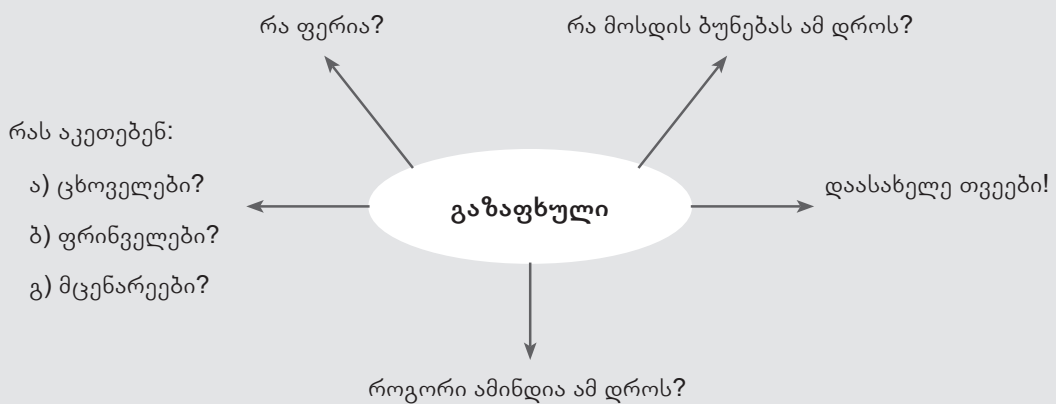 რა ფერია?
რა მოსდის ბუნებას ამ დროს?
რას აკეთებენ:
ა) ცხოველები?
ბ) ფრინველები?
გ) მცენარეები?
გაზაფხული
დაასახელე თვეები!
როგორი ამინდია ამ დროს?